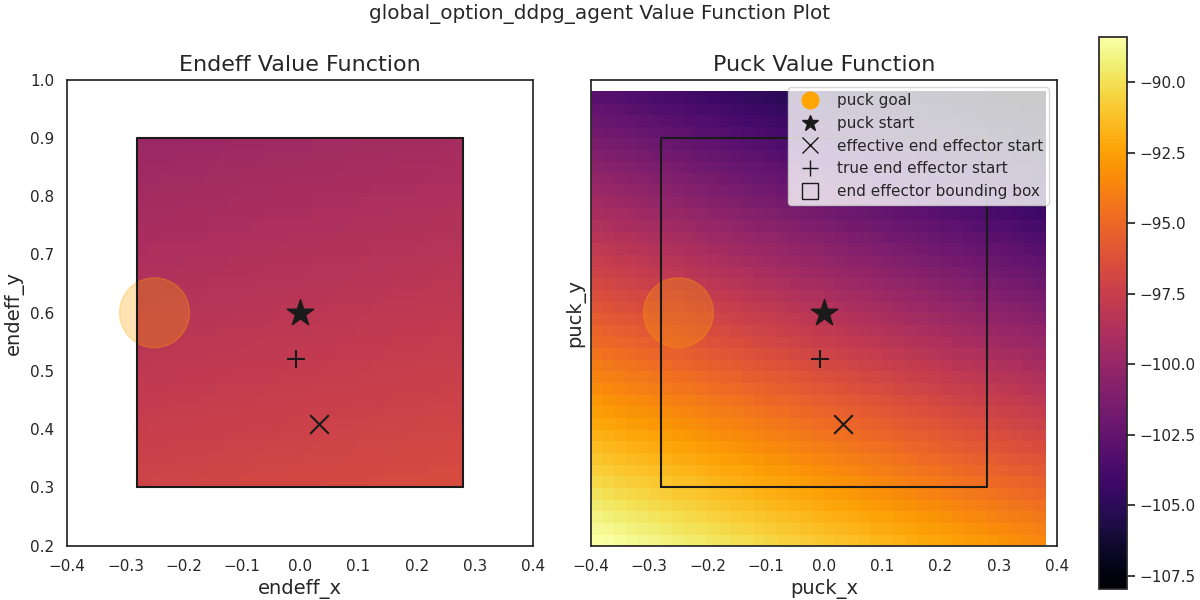 global_option_ddpg_agent Value Function Plot
Endeff Value Function
1.0
0.9
0.8
0.7
0.6
0.5
0.4
0.3
0.2
endeff_y
−0.4 −0.3 −0.2 −0.1 0.0 0.1 0.2 0.3 0.4
endeff_x
Puck Value Function
puck goal
puck start
effective end effector start
true end effector start
end effector bounding box
puck_y
−0.4 −0.3 −0.2 −0.1 0.0 0.1 0.2 0.3 0.4
puck_x
−90.0
−92.5
−95.0
−97.5
−100.0
−102.5
−105.0
−107.5